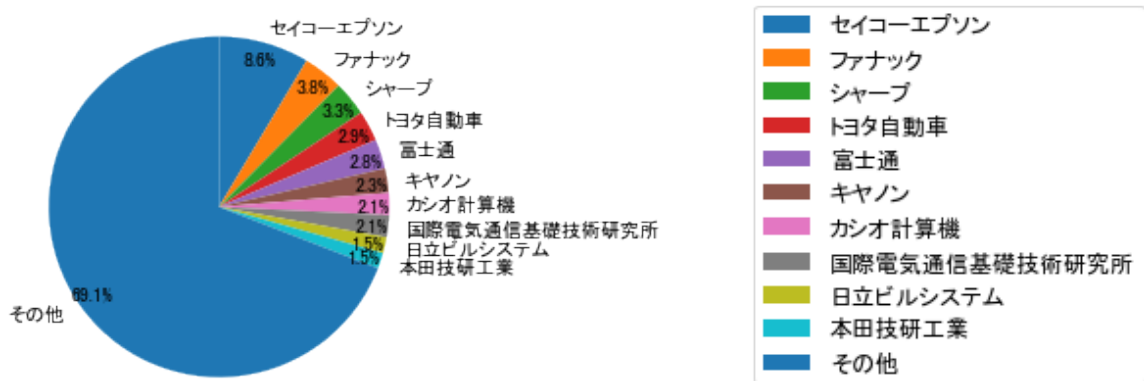 セイコーエプソン
8.6%
ファナック
3.8%
シャープ
3.3%
トヨタ自動車
2.9%
富士通
2.8%
キヤノン
2.3%
カシオ計算機
2.1%
国際電気通信基礎技術研究所
2.1%
日立ビルシステム
1.5%
本田技研工業
1.5%
69.1%
その他
セイコーエプソン
ファナック
シャープ
トヨタ自動車
富士通
キヤノン
カシオ計算機
国際電気通信基礎技術研究所
日立ビルシステム
本田技研工業
その他